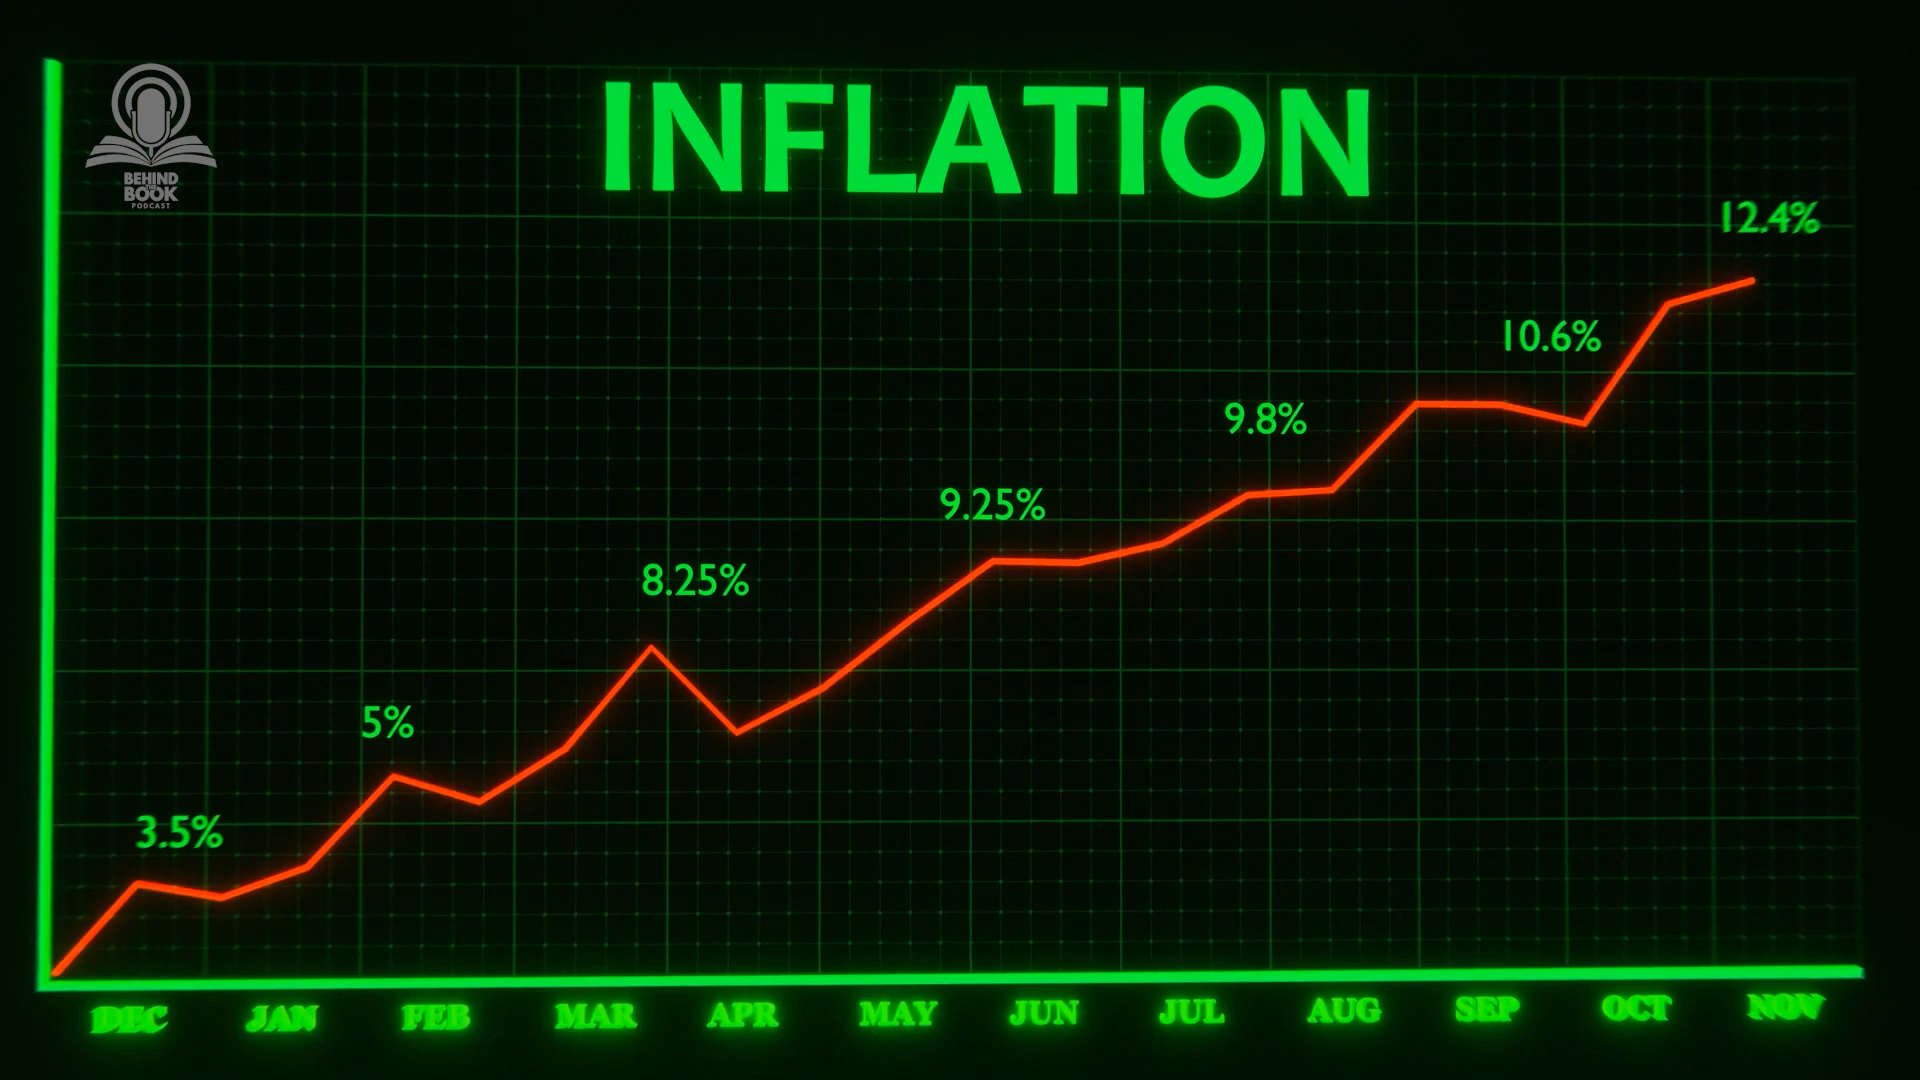 INFLATION
BEHIND
THE
BOOK
PODCAST
12.4%
10.6%
9.8%
9.25%
8.25%
5%
3.5%
DEC JAN FEB MAR APR MAY JUN JUL AUG SEP OCT NOV